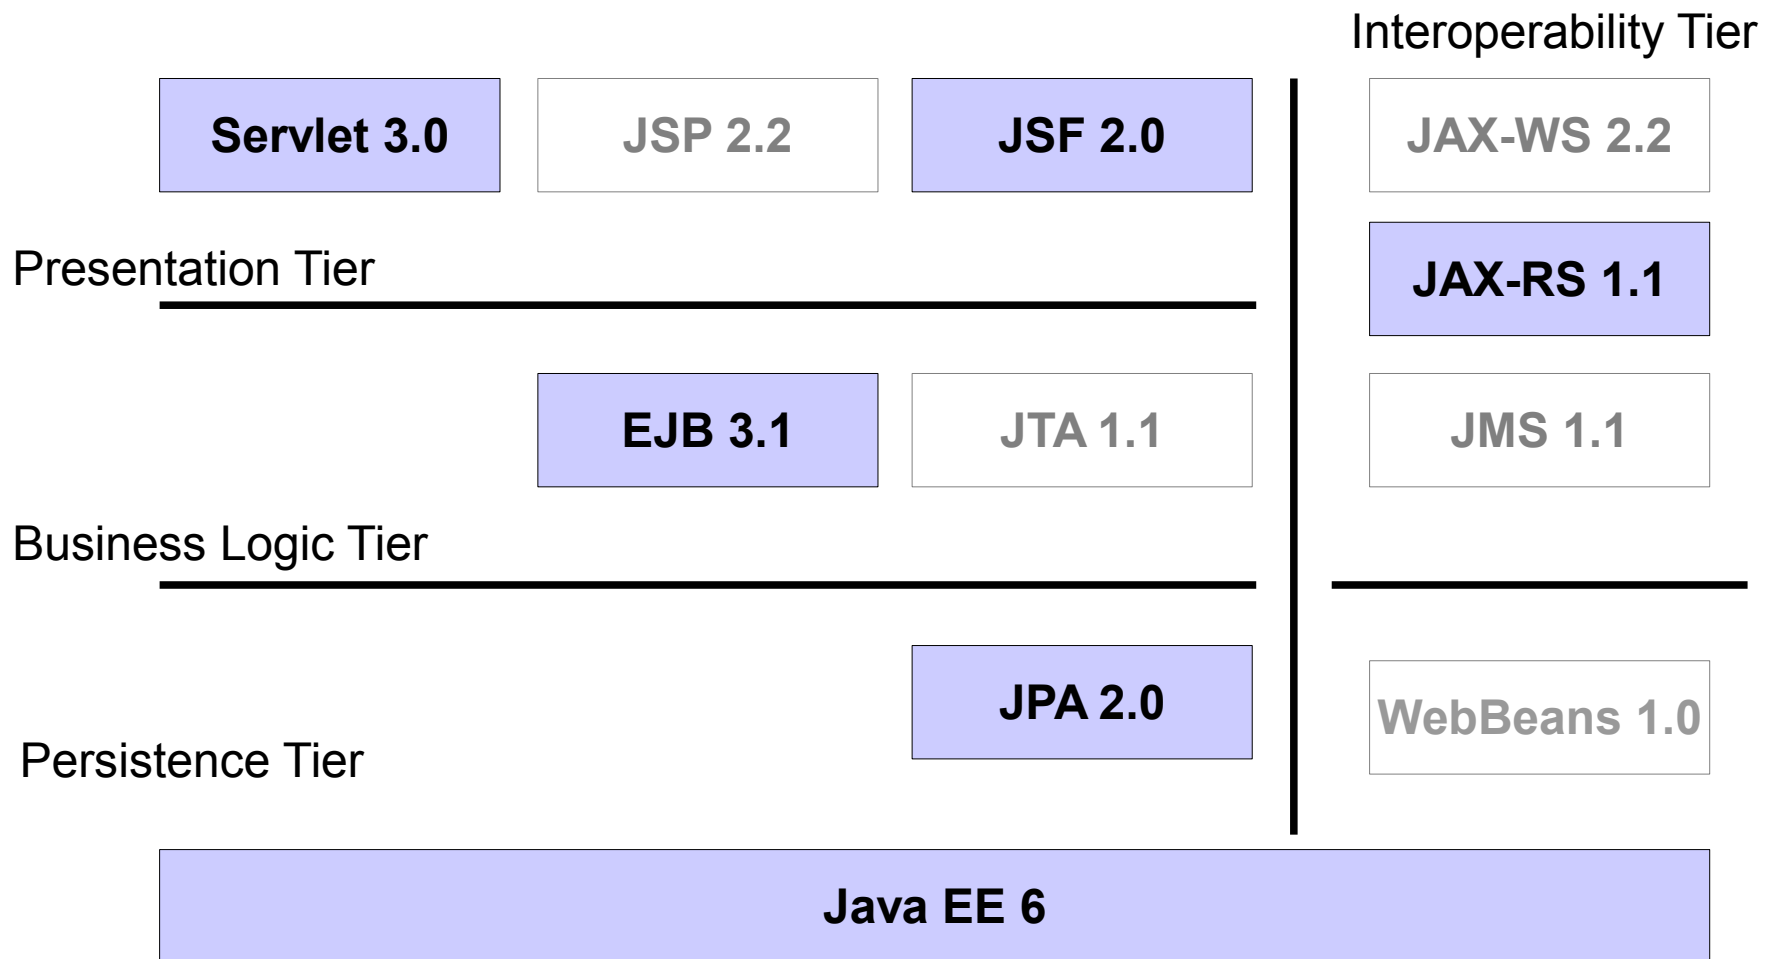 Interoperability Tier
Servlet 3.0
JSP 2.2
JSF 2.0
JAX-WS 2.2
Presentation Tier
JAX-RS 1.1
EJB 3.1
JTA 1.1
JMS 1.1
Business Logic Tier
JPA 2.0
WebBeans 1.0
Persistence Tier
Java EE 6